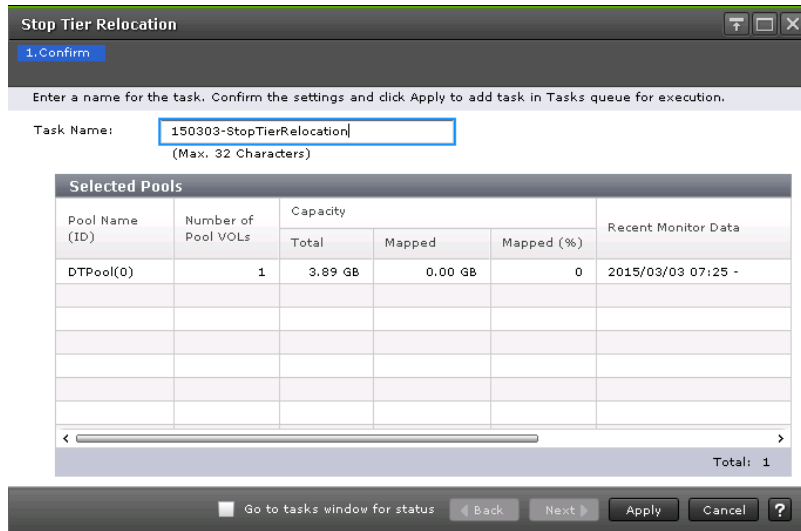 Stop Tier Relocation
1.Confirm
Enter a name for the task. Confirm the settings and click Apply to add task in Tasks queue for execution.
Task Name: 150303-StopTierRelocation
(Max. 32 Characters)
Selected Pools
Pool Name (ID) Number of Pool VOLs Capacity Recent Monitor Data
Total Mapped Mapped (%)
DTPool(0) 1 3.89 GB 0.00 GB 0 2015/03/03 07:25 -
Total: 1
Go to tasks window for status Back Next Apply Cancel ?